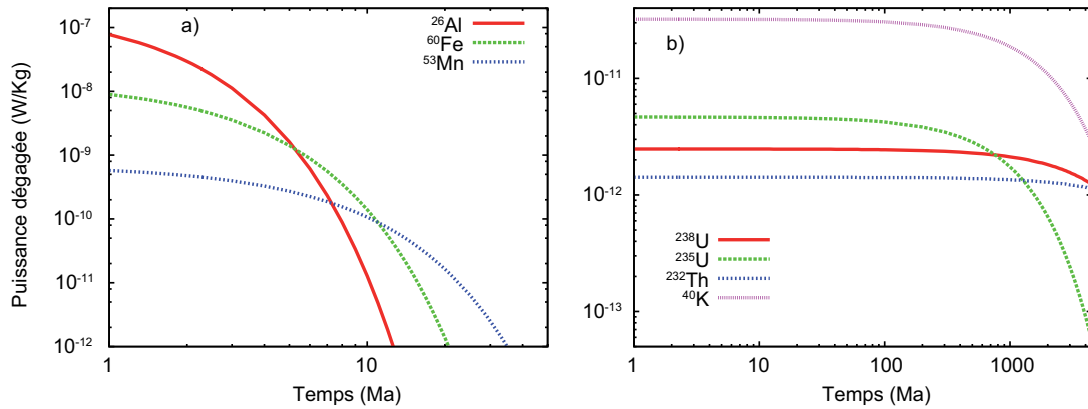 a)
²⁶Al
⁶⁰Fe
⁵³Mn
Puissance dégagée (W/Kg)
10⁻⁷
10⁻⁸
10⁻⁹
10⁻¹⁰
10⁻¹¹
10⁻¹²
1
10
Temps (Ma)
b)
10⁻¹¹
10⁻¹²
10⁻¹³
²³⁸U
²³⁵U
²³²Th
⁴⁰K
1
10
100
1000
Temps (Ma)